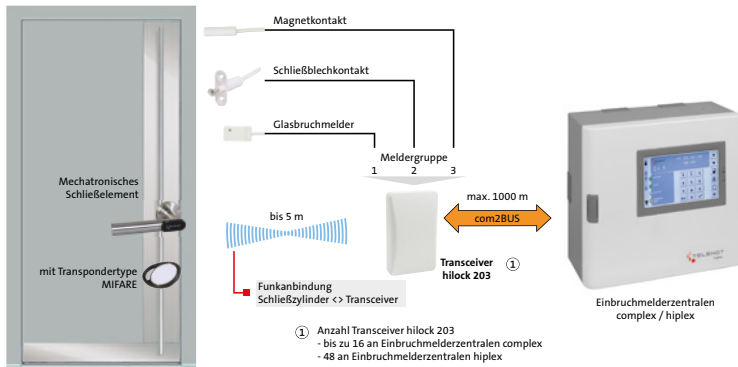 Magnetkontakt
Schließblechkontakt
Glasbruchmelder
Meldergruppe
1 2 3
Mechatronisches
Schließelement
mit Transpondertype
MIFARE
bis 5 m
Funkanbindung
Schließzylinder <> Transceiver
max. 1000 m
com2BUS
Transceiver
hilock 203
1
TELENOT
Einbruchmelderzentralen
complex / hiplex
1 Anzahl Transceiver hilock 203
- bis zu 16 an Einbruchmelderzentralen complex
- 48 an Einbruchmelderzentralen hiplex